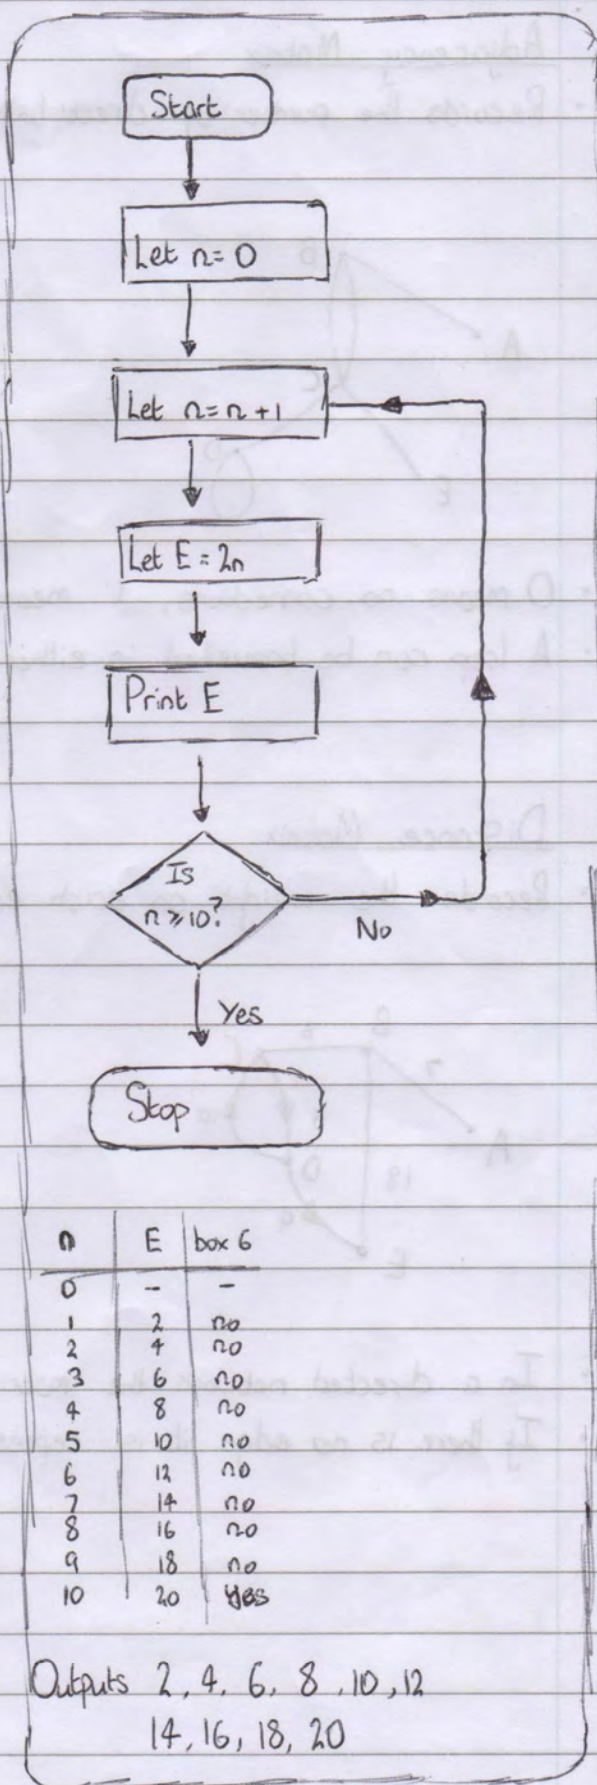 Start
Let n=0
Let n=n+1
Let E=2n
Print E
Is
n≥10?
No
Yes
Stop
n E box 6
0 - -
1 2 no
2 4 no
3 6 no
4 8 no
5 10 no
6 12 no
7 14 no
8 16 no
9 18 no
10 20 yes
Outputs 2, 4, 6, 8, 10, 12
14, 16, 18, 20